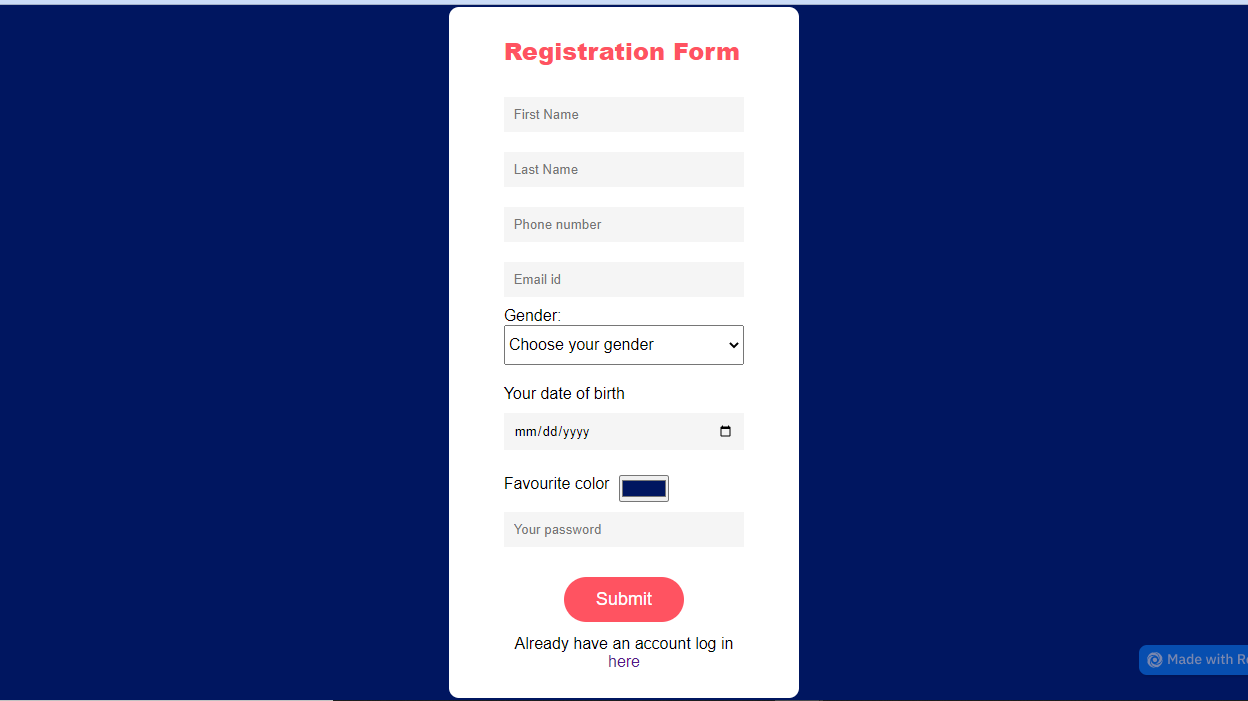 Registration Form
First Name
Last Name
Phone number
Email id
Gender:
Choose your gender
Your date of birth
mm/dd/yyyy
Favourite color
Your password
Submit
Already have an account log in
here
Made with